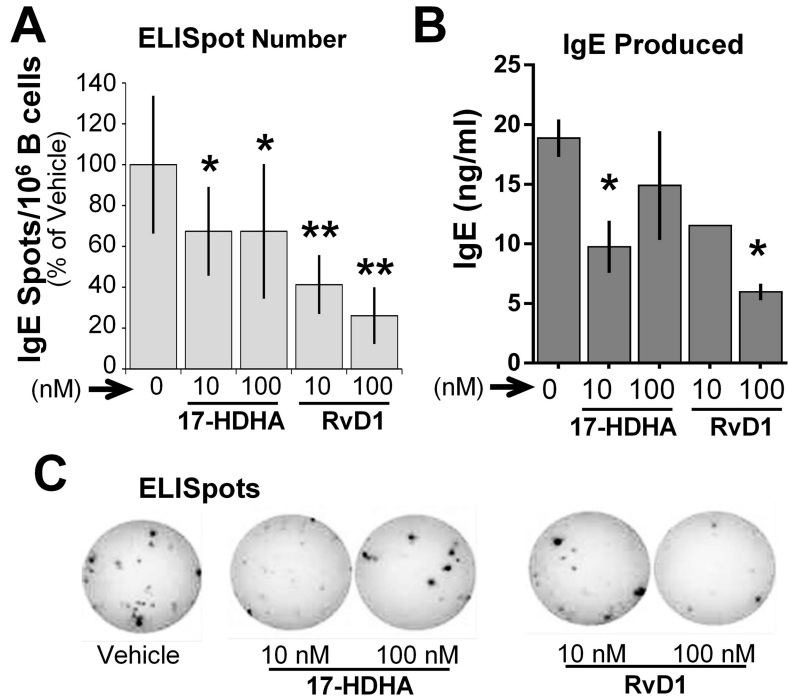 A
ELISpot Number
IgE Spots/10⁶ B cells
(% of Vehicle)
140
120
100
80
60
40
20
0
*
*
**
**
(nM)
0
10
100
10
100
17-HDHA
RvD1
B
IgE Produced
IgE (ng/ml)
25
20
15
10
5
0
*
*
(nM)
0
10
100
10
100
17-HDHA
RvD1
C
ELISpots
Vehicle
10 nM
100 nM
10 nM
100 nM
17-HDHA
RvD1